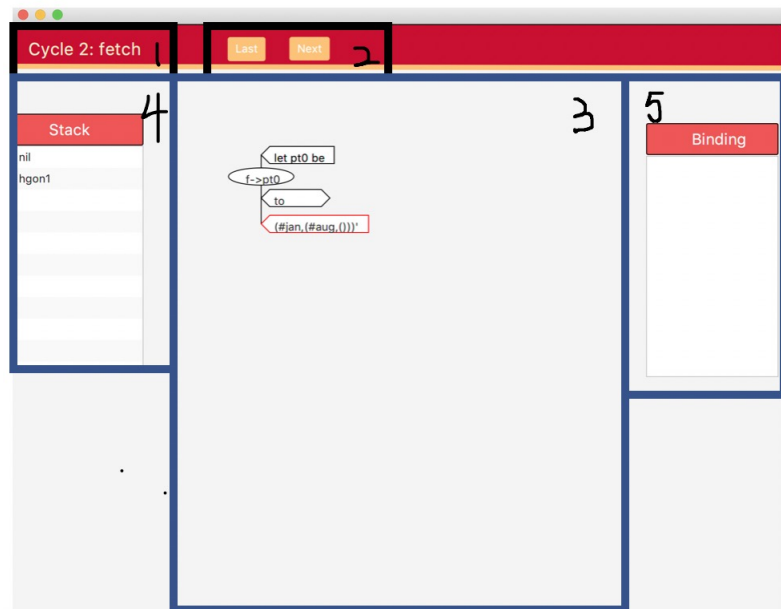 Cycle 2: fetch 1
Last Next 2
4
Stack
nil
hgon1
3
let pt0 be
f->pt0
to
(#jan,(#aug,()))'
5
Binding